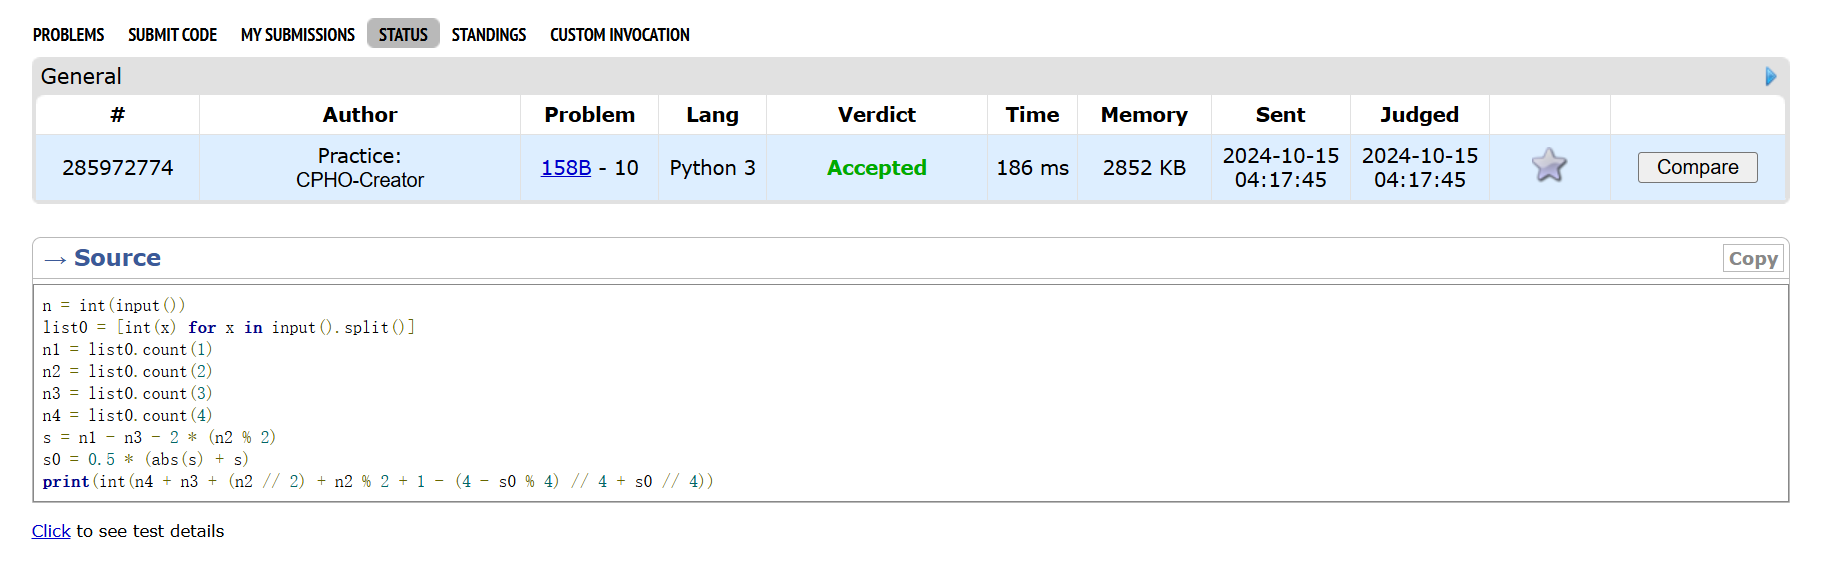 PROBLEMS SUBMIT CODE MY SUBMISSIONS STATUS STANDINGS CUSTOM INVOCATION
General
# Author Problem Lang Verdict Time Memory Sent Judged
285972774 Practice: CPHO-Creator 158B - 10 Python 3 Accepted 186 ms 2852 KB 2024-10-15 04:17:45 2024-10-15 04:17:45 Compare
→ Source Copy
n = int(input())
list0 = [int(x) for x in input().split()]
n1 = list0.count(1)
n2 = list0.count(2)
n3 = list0.count(3)
n4 = list0.count(4)
s = n1 - n3 - 2 * (n2 % 2)
s0 = 0.5 * (abs(s) + s)
print(int(n4 + n3 + (n2 // 2) + n2 % 2 + 1 - (4 - s0 % 4) // 4 + s0 // 4))
Click to see test details